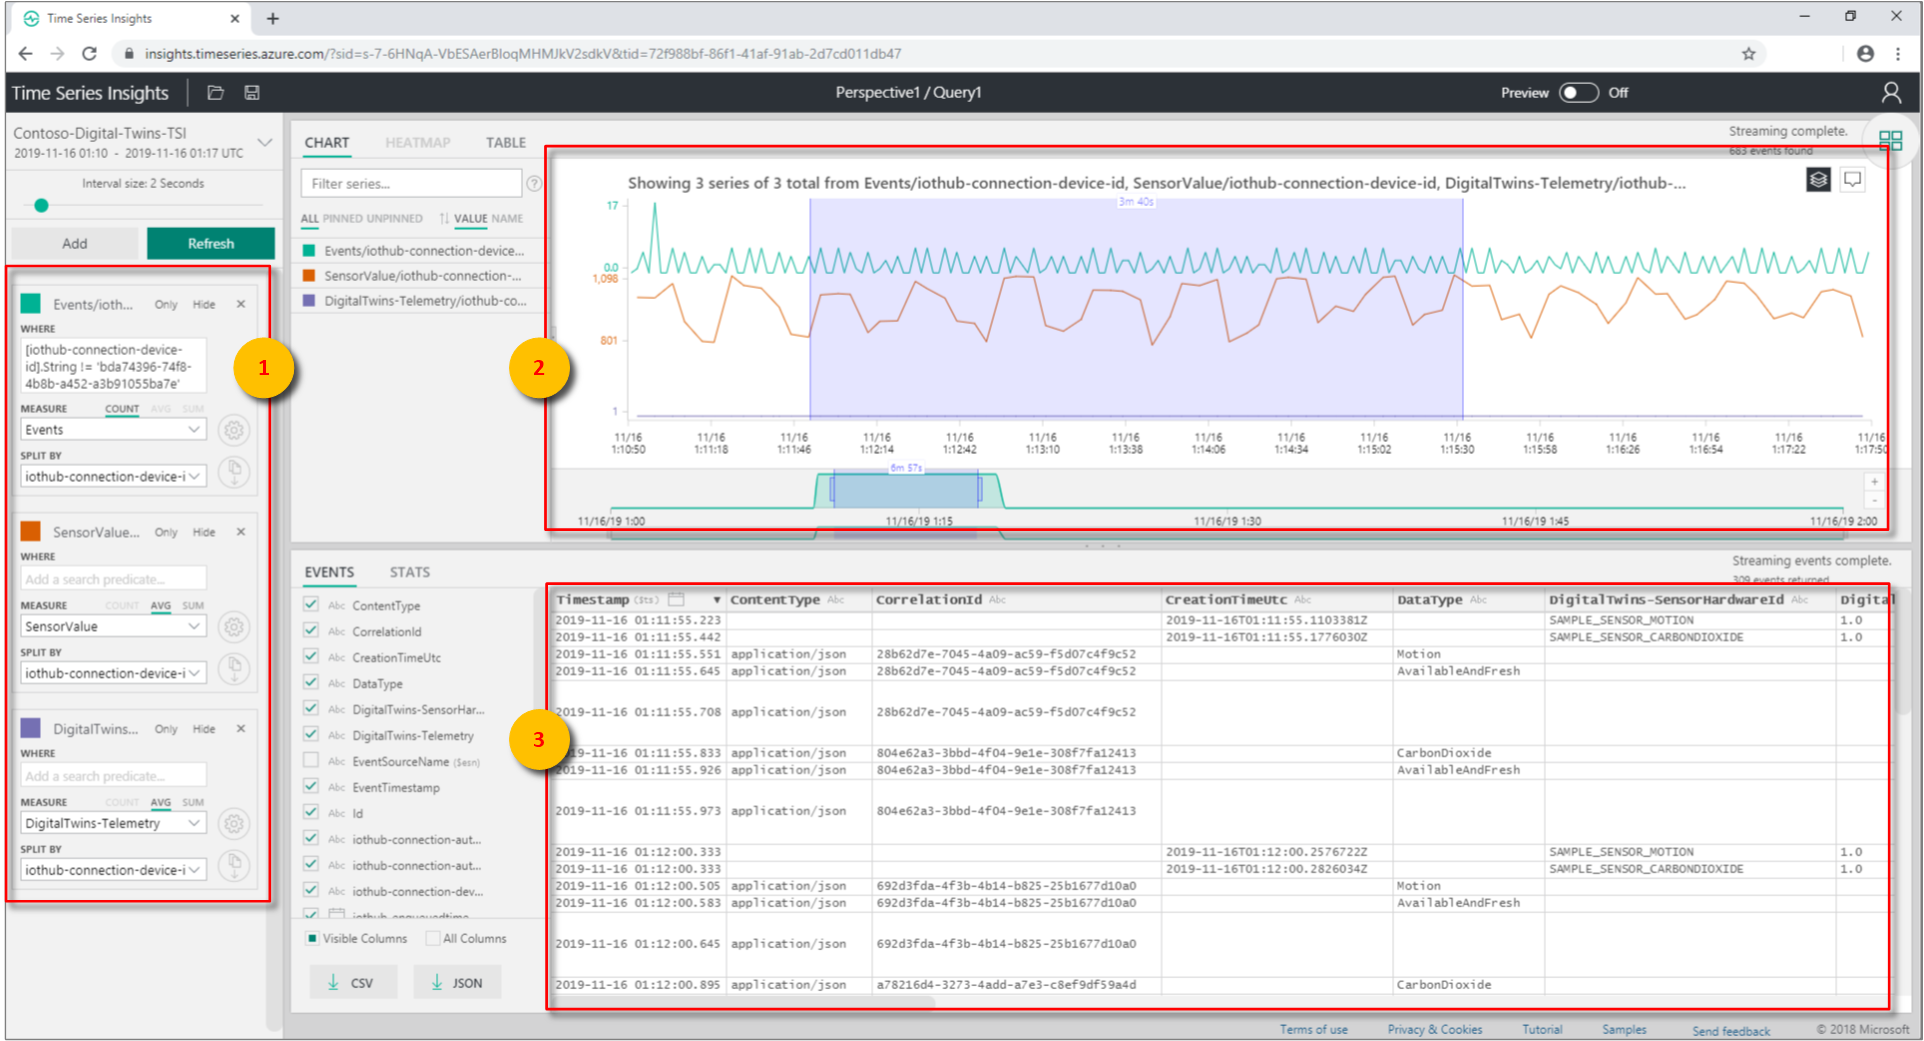 Time Series Insights
insights.timeseries.azure.com/?sid=s-7-6HNqA-VbESAerBIoqMHMJkV2sdkV&tid=72f988bf-86f1-41af-91ab-2d7cd011db47
Time Series Insights
Perspective1 / Query1
Preview Off
Contoso-Digital-Twins-TSI
2019-11-16 01:10 - 2019-11-16 01:17 UTC
Interval size: 2 Seconds
Add Refresh
1
Events/ioth... Only Hide
WHERE
[iothub-connection-device-
id].String != 'bda74396-74f8-
4b8b-a452-a3b91055ba7e'
MEASURE COUNT AVG SUM
Events
SPLIT BY
iothub-connection-device-i
SensorValue... Only Hide
WHERE
Add a search predicate...
MEASURE COUNT AVG SUM
SensorValue
SPLIT BY
iothub-connection-device-i
DigitalTwins... Only Hide
WHERE
Add a search predicate...
MEASURE COUNT AVG SUM
DigitalTwins-Telemetry
SPLIT BY
iothub-connection-device-i
CHART HEATMAP TABLE
Filter series...
ALL PINNED UNPINNED VALUE NAME
Events/iothub-connection-device...
SensorValue/iothub-connection-...
DigitalTwins-Telemetry/iothub-co...
Streaming complete.
683 events found
2
Showing 3 series of 3 total from Events/iothub-connection-device-id, SensorValue/iothub-connection-device-id, DigitalTwins-Telemetry/iothub-...
3m 40s
17
0.0
1,098
801
1
11/16 11/16 11/16 11/16 11/16 11/16 11/16 11/16 11/16 11/16 11/16 11/16 11/16 11/16 11/16 11/16
1:10:50 1:11:18 1:11:46 1:12:14 1:12:42 1:13:10 1:13:38 1:14:06 1:14:34 1:15:02 1:15:30 1:15:58 1:16:26 1:16:54 1:17:22 1:17:50
6m 57s
11/16/19 1:00 11/16/19 1:15 11/16/19 1:30 11/16/19 1:45 11/16/19 2:00
EVENTS STATS
Streaming events complete.
309 events returned
Abc ContentType
Abc CorrelationId
Abc CreationTimeUtc
Abc DataType
Abc DigitalTwins-SensorHar...
Abc DigitalTwins-Telemetry
Abc EventSourceName ($esn)
Abc EventTimestamp
Abc Id
Abc iothub-connection-aut...
Abc iothub-connection-aut...
Abc iothub-connection-dev...
iothub-enqueuedtime
Visible Columns All Columns
CSV JSON
3
Timestamp ($ts) ContentType Abc CorrelationId Abc CreationTimeUtc Abc DataType Abc DigitalTwins-SensorHardwareId Abc Digital
2019-11-16 01:11:55.223 2019-11-16T01:11:55.1103381Z SAMPLE_SENSOR_MOTION 1.0
2019-11-16 01:11:55.442 2019-11-16T01:11:55.1776030Z SAMPLE_SENSOR_CARBONDIOXIDE 1.0
2019-11-16 01:11:55.551 application/json 28b62d7e-7045-4a09-ac59-f5d07c4f9c52 Motion
2019-11-16 01:11:55.645 application/json 28b62d7e-7045-4a09-ac59-f5d07c4f9c52 AvailableAndFresh
2019-11-16 01:11:55.708 application/json 28b62d7e-7045-4a09-ac59-f5d07c4f9c52
19-11-16 01:11:55.833 application/json 804e62a3-3bbd-4f04-9e1e-308f7fa12413 CarbonDioxide
2019-11-16 01:11:55.926 application/json 804e62a3-3bbd-4f04-9e1e-308f7fa12413 AvailableAndFresh
2019-11-16 01:11:55.973 application/json 804e62a3-3bbd-4f04-9e1e-308f7fa12413
2019-11-16 01:12:00.333 2019-11-16T01:12:00.2576722Z SAMPLE_SENSOR_MOTION 1.0
2019-11-16 01:12:00.333 2019-11-16T01:12:00.2826034Z SAMPLE_SENSOR_CARBONDIOXIDE 1.0
2019-11-16 01:12:00.505 application/json 692d3fda-4f3b-4b14-b825-25b1677d10a0 Motion
2019-11-16 01:12:00.583 application/json 692d3fda-4f3b-4b14-b825-25b1677d10a0 AvailableAndFresh
2019-11-16 01:12:00.645 application/json 692d3fda-4f3b-4b14-b825-25b1677d10a0
2019-11-16 01:12:00.895 application/json a78216d4-3273-4add-a7e3-c8ef9df59a4d CarbonDioxide
Terms of use Privacy & Cookies Tutorial Samples Send feedback © 2018 Microsoft